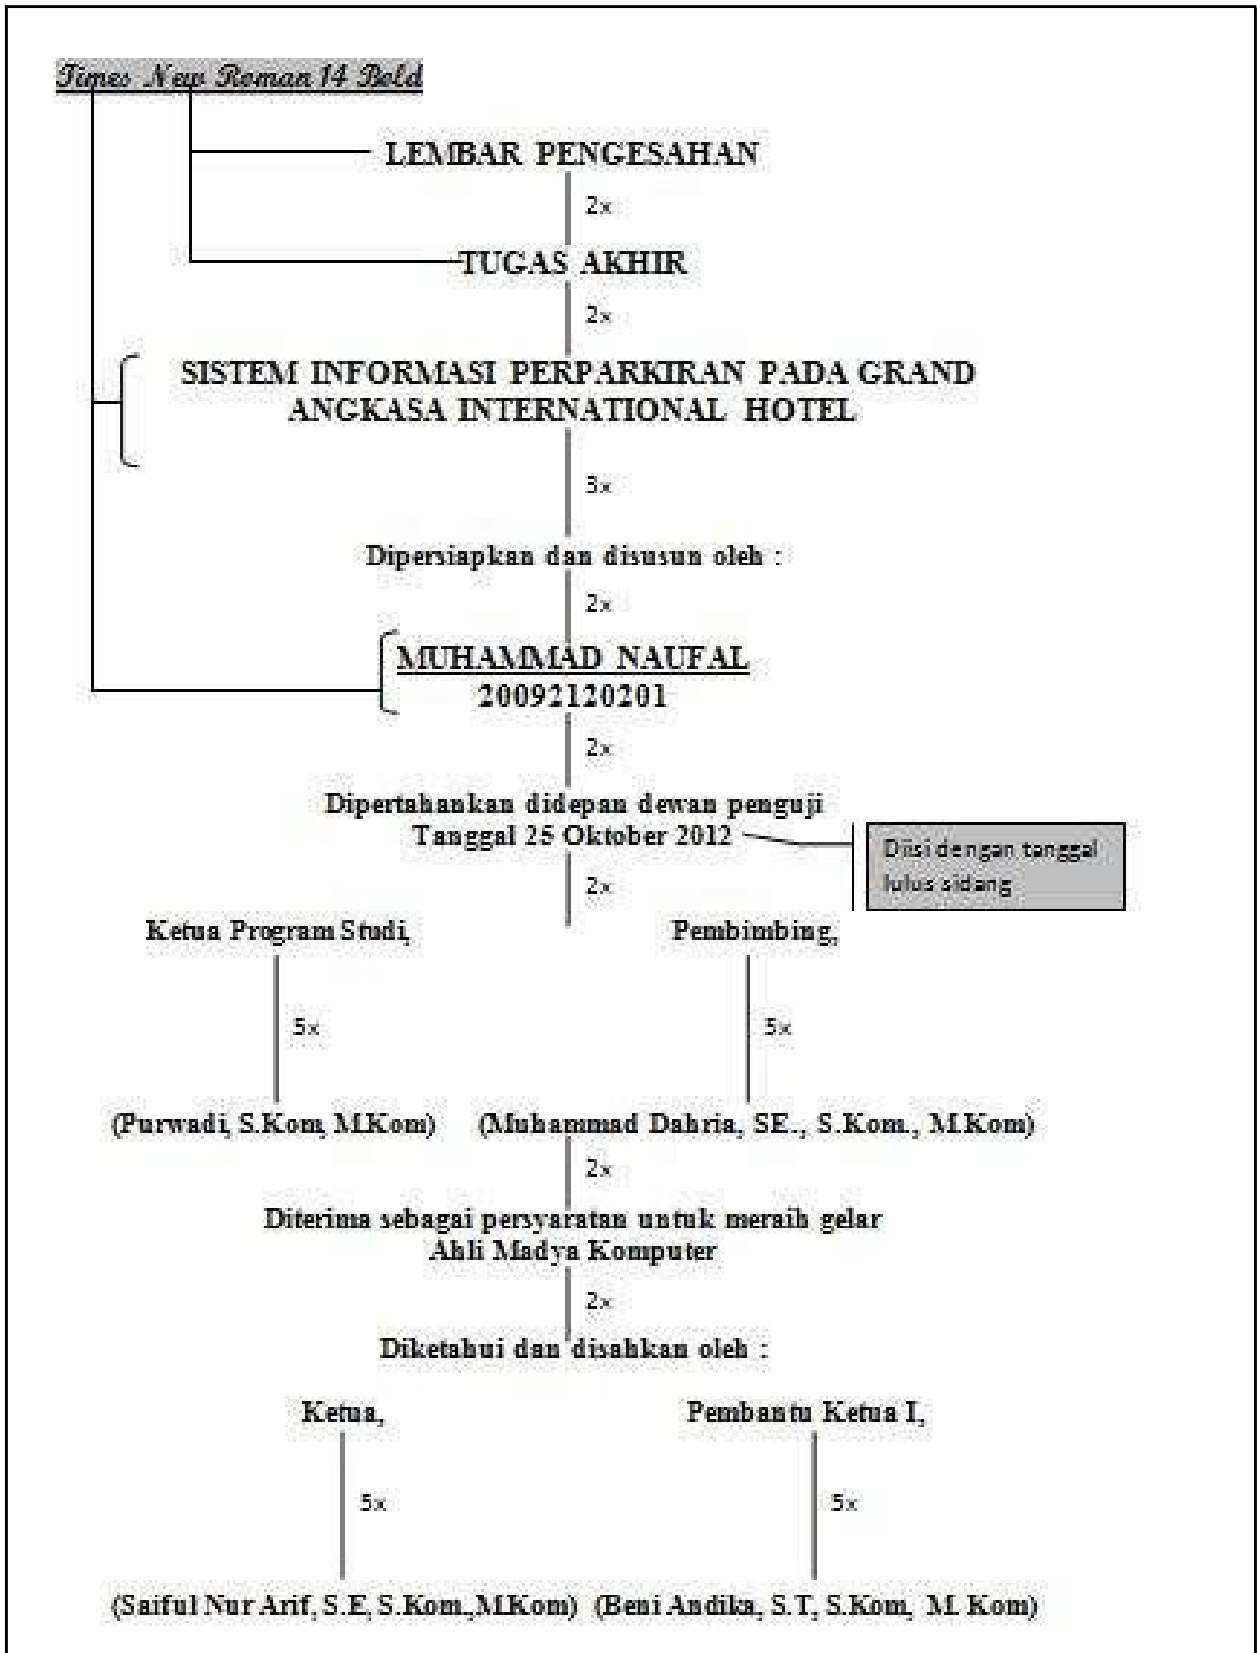 Times New Roman 14 Bold
LEMBAR PENGESAHAN
2x
TUGAS AKHIR
2x
SISTEM INFORMASI PERPARKIRAN PADA GRAND
ANGKASA INTERNATIONAL HOTEL
3x
Dipersiapkan dan disusun oleh :
2x
MUHAMMAD NAUFAL
20092120201
2x
Dipertahankan didepan dewan penguji
Tanggal 25 Oktober 2012
Diisi dengan tanggal
lulus sidang
2x
Ketua Program Studi, Pembimbing,
5x 5x
(Purwadi, S.Kom, M.Kom) (Muhammad Dahria, SE., S.Kom., M.Kom)
2x
Diterima sebagai persyaratan untuk meraih gelar
Ahli Madya Komputer
2x
Diketahui dan disahkan oleh :
Ketua, Pembantu Ketua I,
5x 5x
(Saiful Nur Arif, S.E, S.Kom.,M.Kom) (Beni Andika, S.T, S.Kom, M. Kom)